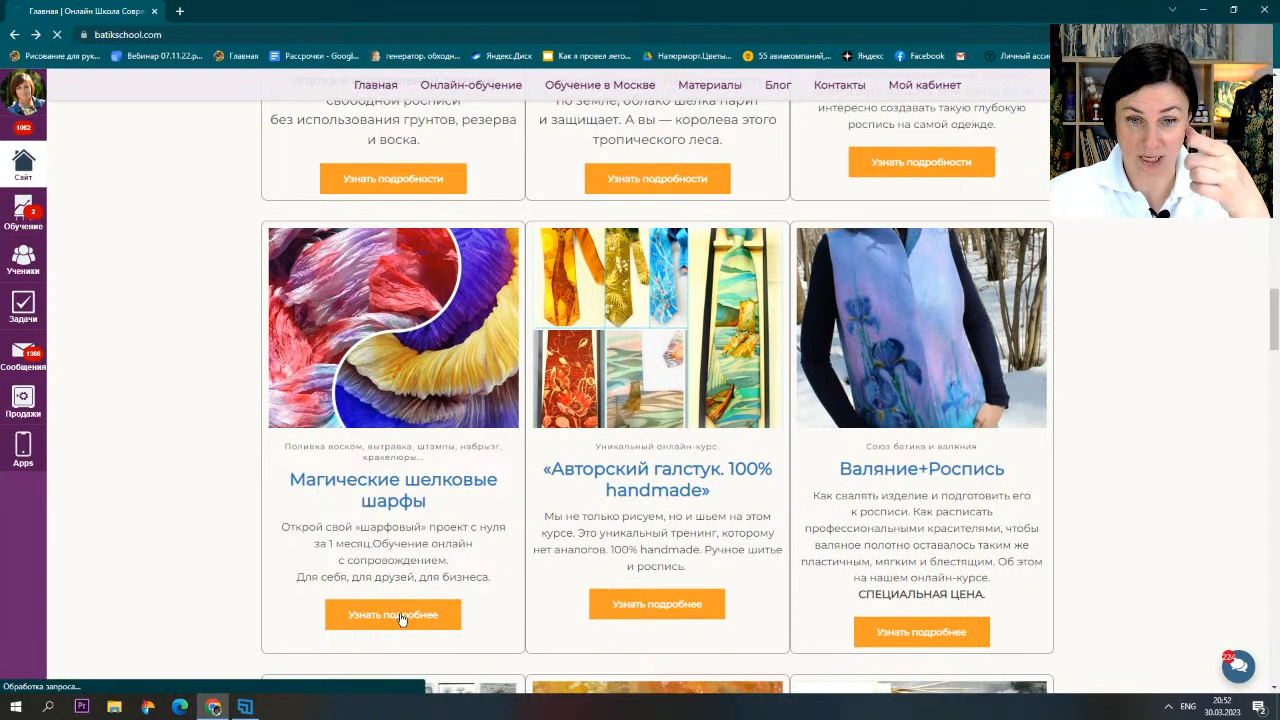 Главная | Онлайн Школа Совре
batikschool.com
Рисование для рук...
Вебинар 07.11.22.р...
Главная
Рассрочки - Googl...
генератор. обходн...
Яндекс.Диск
Как я провел лето...
Натюрморт.Цветы...
55 авиакомпаний,...
Яндекс
Facebook
Личный асси
Главная
Онлайн-обучение
Обучение в Москве
Материалы
Блог
Контакты
Мой кабинет
1062
Сайт
2
Обучение
Ученики
Задачи
1366
Сообщения
Продажи
Apps
свободной росписи
без использования грунтов, резерва
и воска.
Узнать подробности
по земле, облако шелка парит
и защищает. А вы — королева этого
тропического леса.
Узнать подробности
интересно создавать такую глубокую
роспись на самой одежде.
Узнать подробности
Поливка воском, вытравка, штампы, набрызг,
кракелюры...
Магические шелковые
шарфы
Открой свой «шарфовый» проект с нуля
за 1 месяц.Обучение онлайн
с сопровождением.
Для себя, для друзей, для бизнеса.
Узнать подробнее
Уникальный онлайн-курс.
«Авторский галстук. 100%
handmade»
Мы не только рисуем, но и шьем на этом
курсе. Это уникальный тренинг, которому
нет аналогов. 100% handmade. Ручное шитье
и роспись.
Узнать подробнее
Союз батика и валяния
Валяние+Роспись
Как свалять изделие и подготовить его
к росписи. Как расписать
профессиональными красителями, чтобы
валяное полотно оставалось таким же
пластичным, мягким и блестящим. Об этом
на нашем онлайн-курсе.
СПЕЦИАЛЬНАЯ ЦЕНА.
Узнать подробнее
224
Обработка запроса...
Pr
ENG
20:52
30.03.2023
2